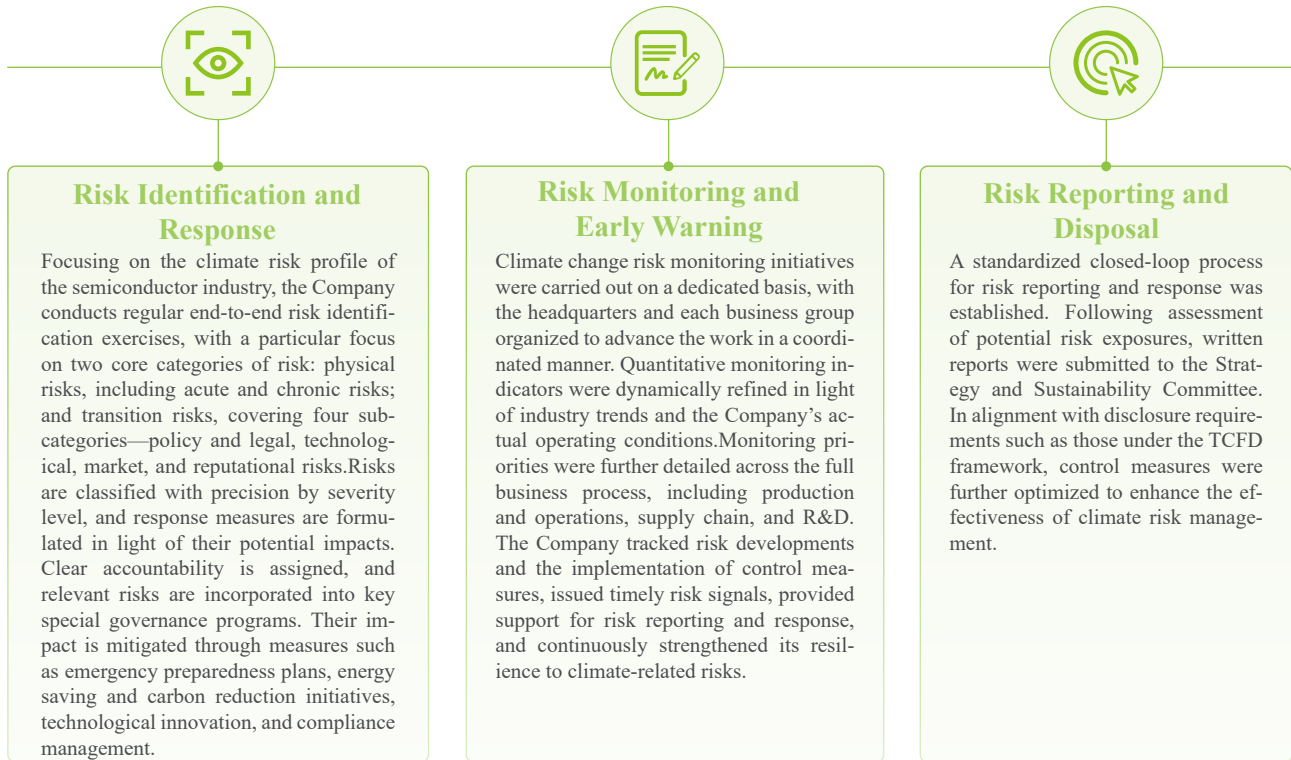 Risk Identification and
Response
Focusing on the climate risk profile of
the semiconductor industry, the Company
conducts regular end-to-end risk identifi-
cation exercises, with a particular focus
on two core categories of risk: physical
risks, including acute and chronic risks;
and transition risks, covering four sub-
categories—policy and legal, technolog-
ical, market, and reputational risks.Risks
are classified with precision by severity
level, and response measures are formu-
lated in light of their potential impacts.
Clear accountability is assigned, and
relevant risks are incorporated into key
special governance programs. Their im-
pact is mitigated through measures such
as emergency preparedness plans, energy
saving and carbon reduction initiatives,
technological innovation, and compliance
management.
Risk Monitoring and
Early Warning
Climate change risk monitoring initiatives
were carried out on a dedicated basis, with
the headquarters and each business group
organized to advance the work in a coordi-
nated manner. Quantitative monitoring in-
dicators were dynamically refined in light
of industry trends and the Company’s ac-
tual operating conditions.Monitoring pri-
orities were further detailed across the full
business process, including production
and operations, supply chain, and R&D.
The Company tracked risk developments
and the implementation of control mea-
sures, issued timely risk signals, provided
support for risk reporting and response,
and continuously strengthened its resil-
ience to climate-related risks.
Risk Reporting and
Disposal
A standardized closed-loop process
for risk reporting and response was
established. Following assessment
of potential risk exposures, written
reports were submitted to the Strat-
egy and Sustainability Committee.
In alignment with disclosure require-
ments such as those under the TCFD
framework, control measures were
further optimized to enhance the ef-
fectiveness of climate risk manage-
ment.